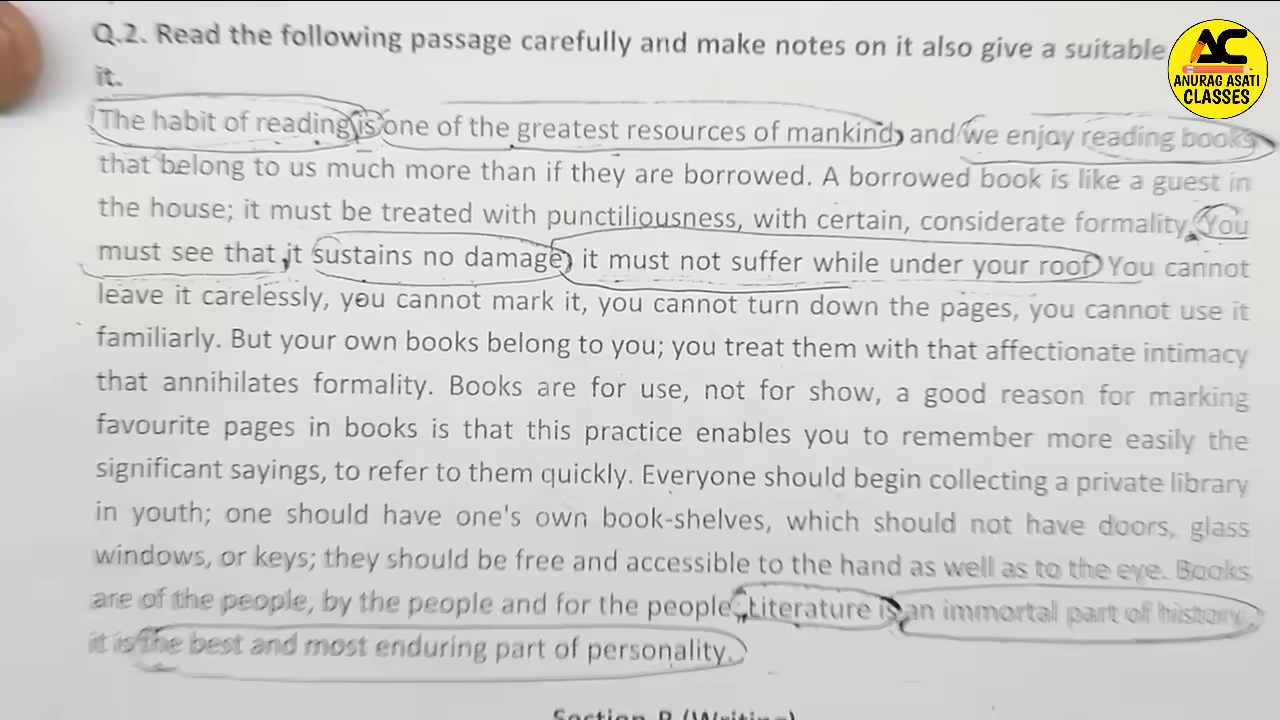 Q.2. Read the following passage carefully and make notes on it also give a suitable
it.
AC
ANURAG ASATI
CLASSES
The habit of reading is one of the greatest resources of mankind, and we enjoy reading books
that belong to us much more than if they are borrowed. A borrowed book is like a guest in
the house; it must be treated with punctiliousness, with certain, considerate formality. You
must see that it sustains no damage, it must not suffer while under your roof. You cannot
leave it carelessly, you cannot mark it, you cannot turn down the pages, you cannot use it
familiarly. But your own books belong to you; you treat them with that affectionate intimacy
that annihilates formality. Books are for use, not for show, a good reason for marking
favourite pages in books is that this practice enables you to remember more easily the
significant sayings, to refer to them quickly. Everyone should begin collecting a private library
in youth; one should have one's own book-shelves, which should not have doors, glass
windows, or keys; they should be free and accessible to the hand as well as to the eye. Books
are of the people, by the people and for the people. Literature is an immortal part of history,
it is the best and most enduring part of personality.
Section B (Writing)